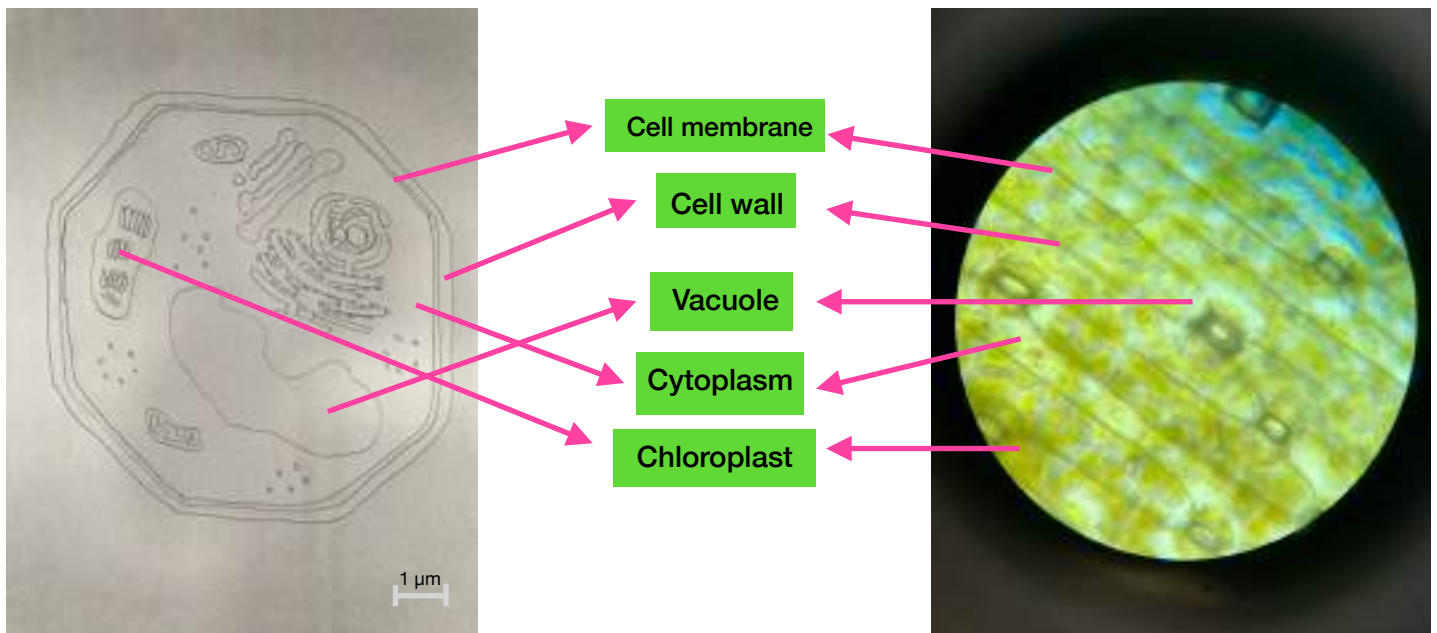 Cell membrane
Cell wall
Vacuole
Cytoplasm
Chloroplast
1 µm